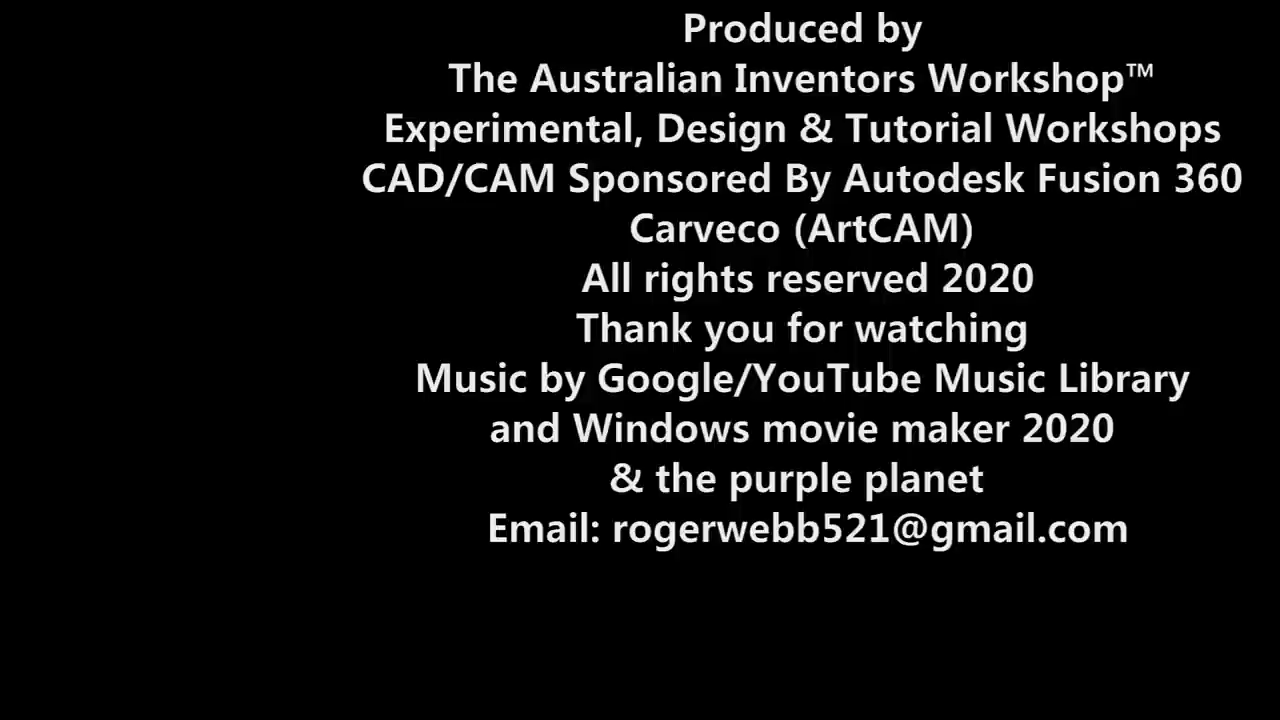 Produced by
The Australian Inventors Workshop™
Experimental, Design & Tutorial Workshops
CAD/CAM Sponsored By Autodesk Fusion 360
Carveco (ArtCAM)
All rights reserved 2020
Thank you for watching
Music by Google/YouTube Music Library
and Windows movie maker 2020
& the purple planet
Email: rogerwebb521@gmail.com